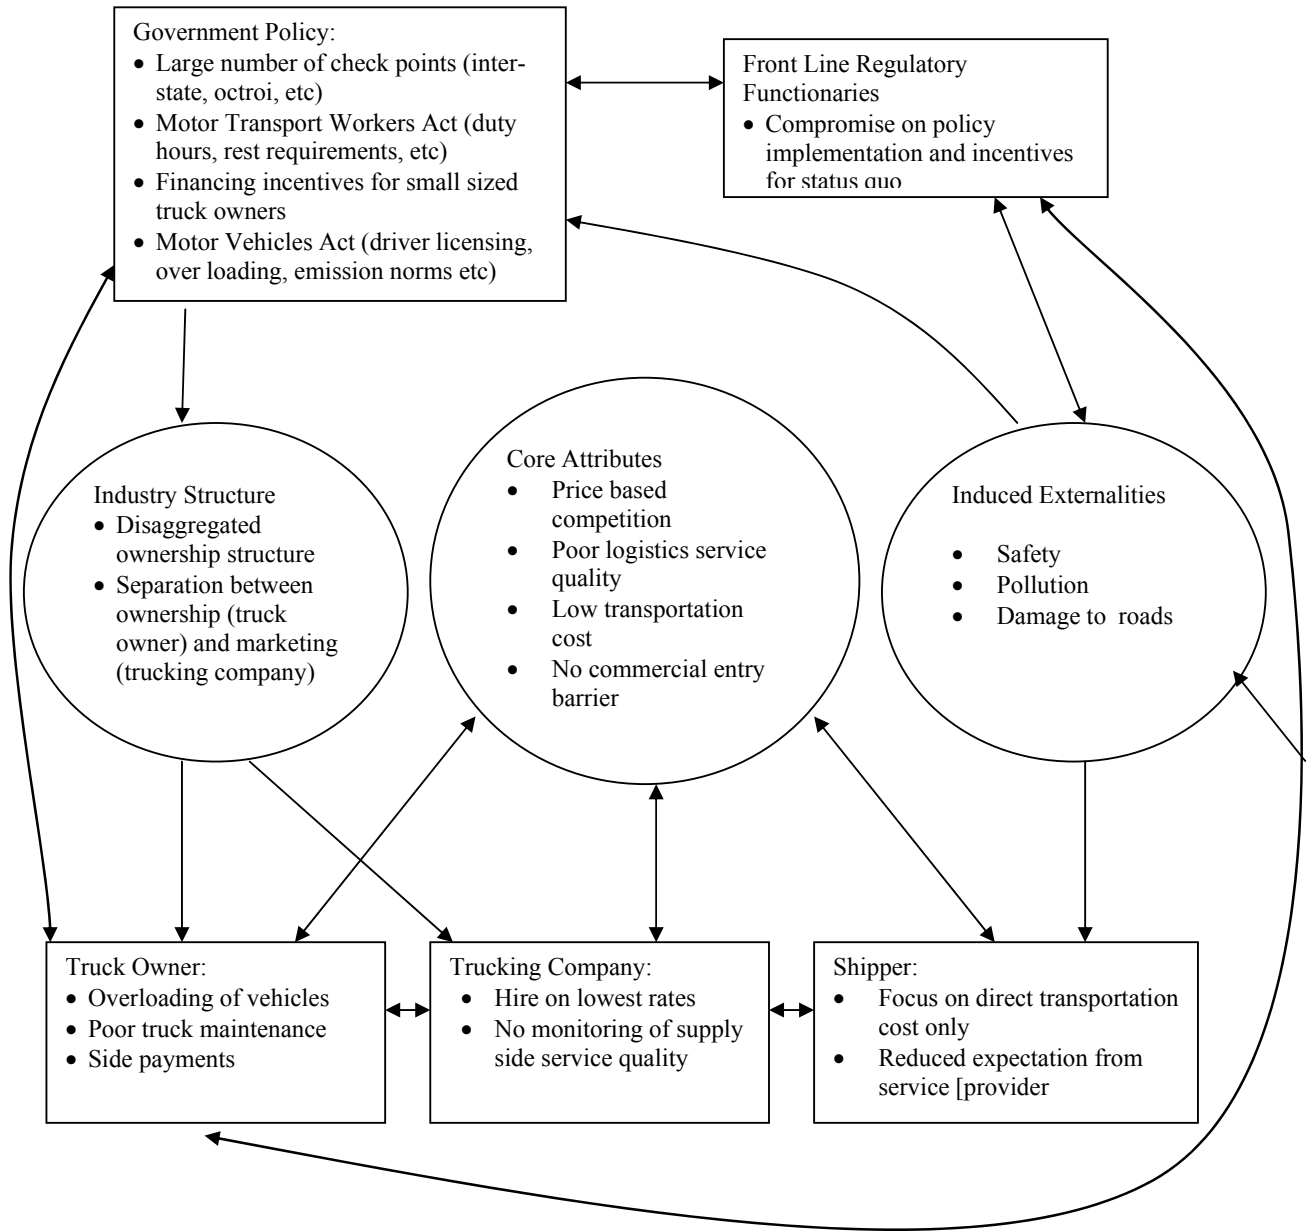 Government Policy:
• Large number of check points (inter-
state, octroi, etc)
• Motor Transport Workers Act (duty
hours, rest requirements, etc)
• Financing incentives for small sized
truck owners
• Motor Vehicles Act (driver licensing,
over loading, emission norms etc)
Front Line Regulatory
Functionaries
• Compromise on policy
implementation and incentives
for status quo
Industry Structure
• Disaggregated
ownership structure
• Separation between
ownership (truck
owner) and marketing
(trucking company)
Core Attributes
• Price based
competition
• Poor logistics service
quality
• Low transportation
cost
• No commercial entry
barrier
Induced Externalities
• Safety
• Pollution
• Damage to roads
Truck Owner:
• Overloading of vehicles
• Poor truck maintenance
• Side payments
Trucking Company:
• Hire on lowest rates
• No monitoring of supply
side service quality
Shipper:
• Focus on direct transportation
cost only
• Reduced expectation from
service [provider